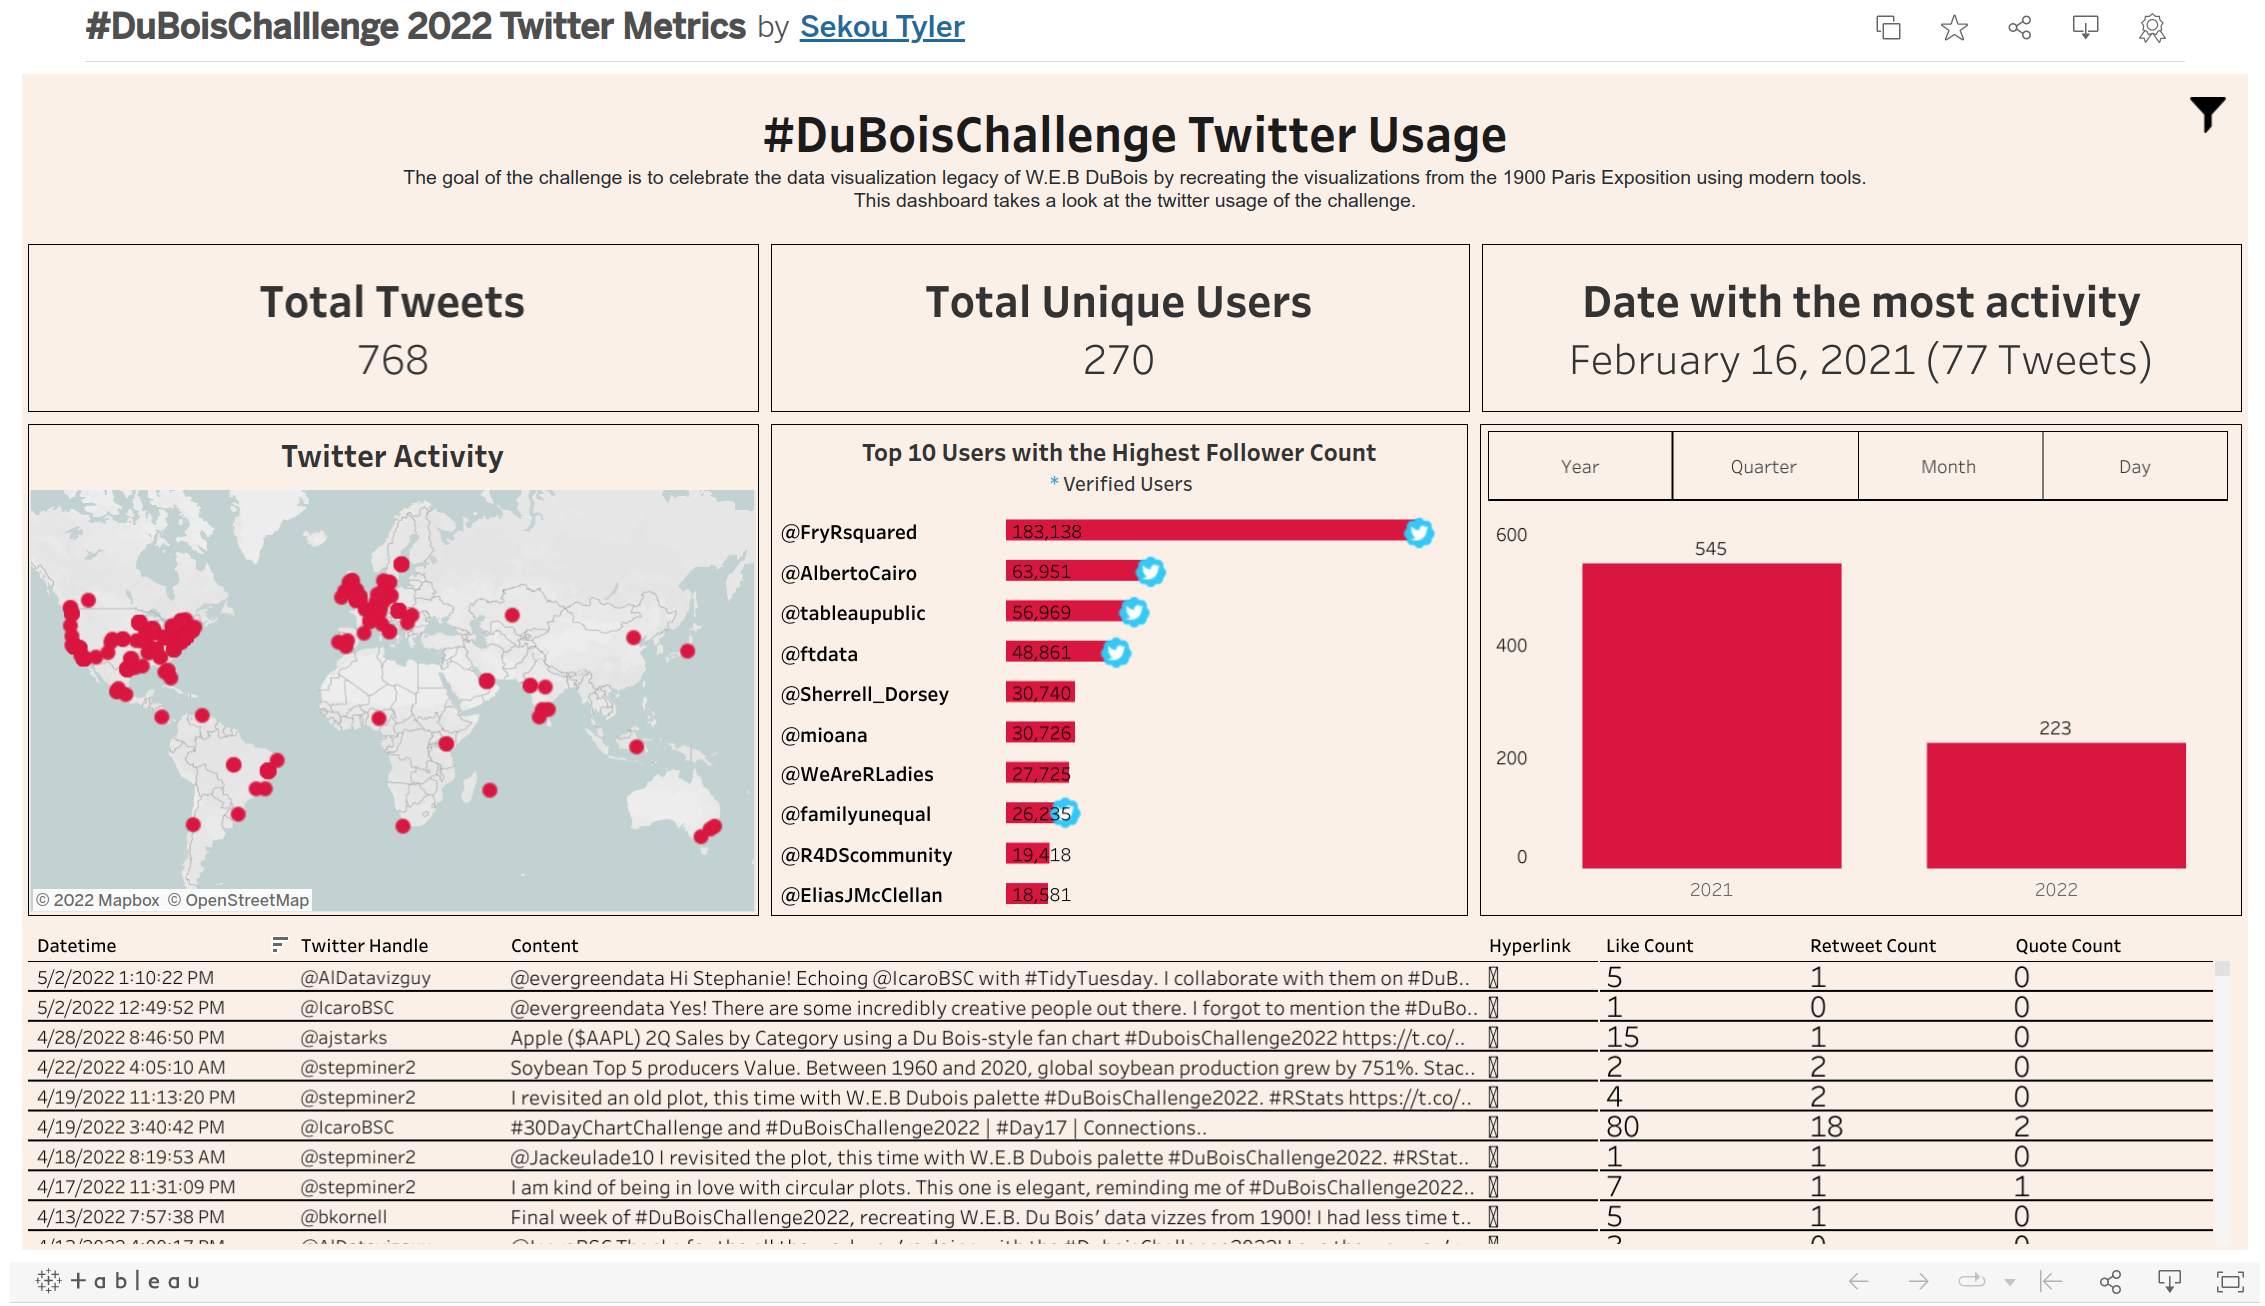 #DuBoisChalllenge 2022 Twitter Metrics by Sekou Tyler
#DuBoisChallenge Twitter Usage
The goal of the challenge is to celebrate the data visualization legacy of W.E.B DuBois by recreating the visualizations from the 1900 Paris Exposition using modern tools.
This dashboard takes a look at the twitter usage of the challenge.
Total Tweets
768
Total Unique Users
270
Date with the most activity
February 16, 2021 (77 Tweets)
Twitter Activity
© 2022 Mapbox © OpenStreetMap
Top 10 Users with the Highest Follower Count
* Verified Users
@FryRsquared 183,138
@AlbertoCairo 63,951
@tableaupublic 56,969
@ftdata 48,861
@Sherrell_Dorsey 30,740
@mioana 30,726
@WeAreRLadies 27,725
@familyunequal 26,235
@R4DScommunity 19,418
@EliasJMcClellan 18,581
Year Quarter Month Day
600
545
400
223
200
0
2021 2022
Datetime Twitter Handle Content Hyperlink Like Count Retweet Count Quote Count
5/2/2022 1:10:22 PM @AlDatavizguy @evergreendata Hi Stephanie! Echoing @IcaroBSC with #TidyTuesday. I collaborate with them on #DuB.. 5 1 0
5/2/2022 12:49:52 PM @IcaroBSC @evergreendata Yes! There are some incredibly creative people out there. I forgot to mention the #DuBo.. 1 0 0
4/28/2022 8:46:50 PM @ajstarks Apple ($AAPL) 2Q Sales by Category using a Du Bois-style fan chart #DuboisChallenge2022 https://t.co/.. 15 1 0
4/22/2022 4:05:10 AM @stepminer2 Soybean Top 5 producers Value. Between 1960 and 2020, global soybean production grew by 751%. Stac.. 2 2 0
4/19/2022 11:13:20 PM @stepminer2 I revisited an old plot, this time with W.E.B Dubois palette #DuBoisChallenge2022. #RStats https://t.co/.. 4 2 0
4/19/2022 3:40:42 PM @IcaroBSC #30DayChartChallenge and #DuBoisChallenge2022 | #Day17 | Connections.. 80 18 2
4/18/2022 8:19:53 AM @stepminer2 @Jackeulade10 I revisited the plot, this time with W.E.B Dubois palette #DuBoisChallenge2022. #RStat.. 1 1 0
4/17/2022 11:31:09 PM @stepminer2 I am kind of being in love with circular plots. This one is elegant, reminding me of #DuBoisChallenge2022.. 7 1 1
4/13/2022 7:57:38 PM @bkornell Final week of #DuBoisChallenge2022, recreating W.E.B. Du Bois' data vizzes from 1900! I had less time t.. 5 1 0
+ableau